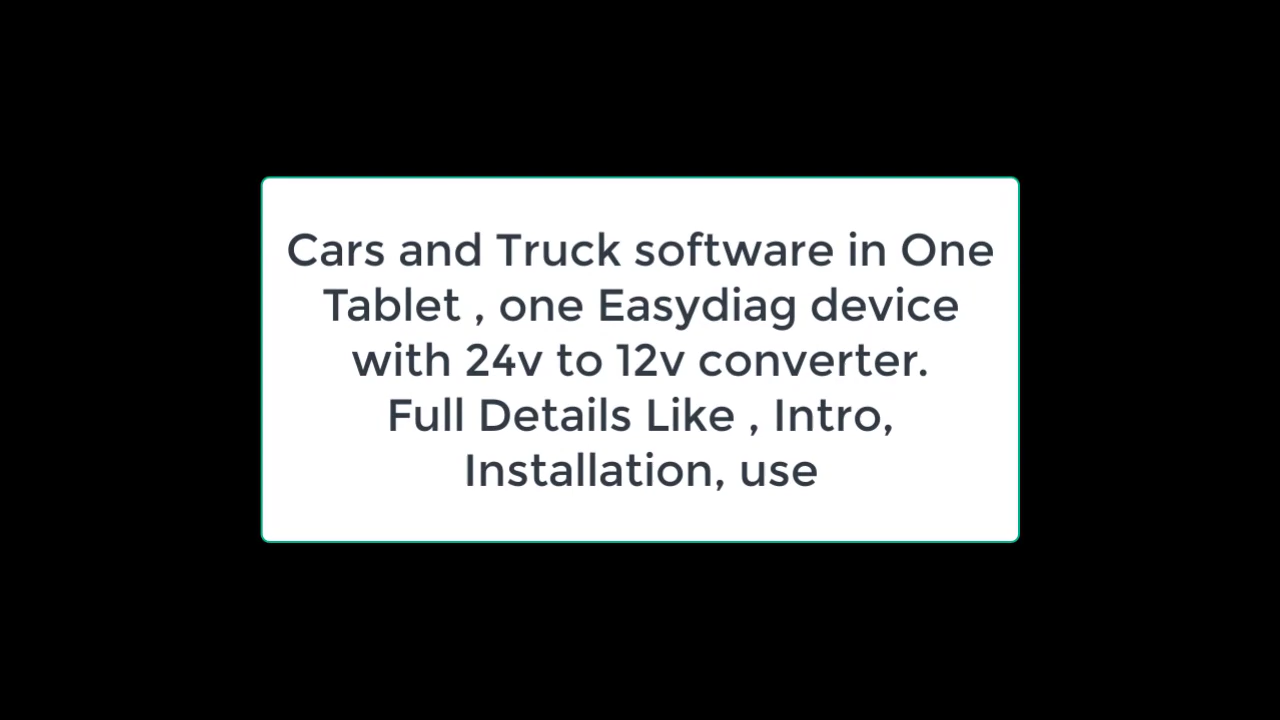 Cars and Truck software in One
Tablet , one Easydiag device
with 24v to 12v converter.
Full Details Like , Intro,
Installation, use